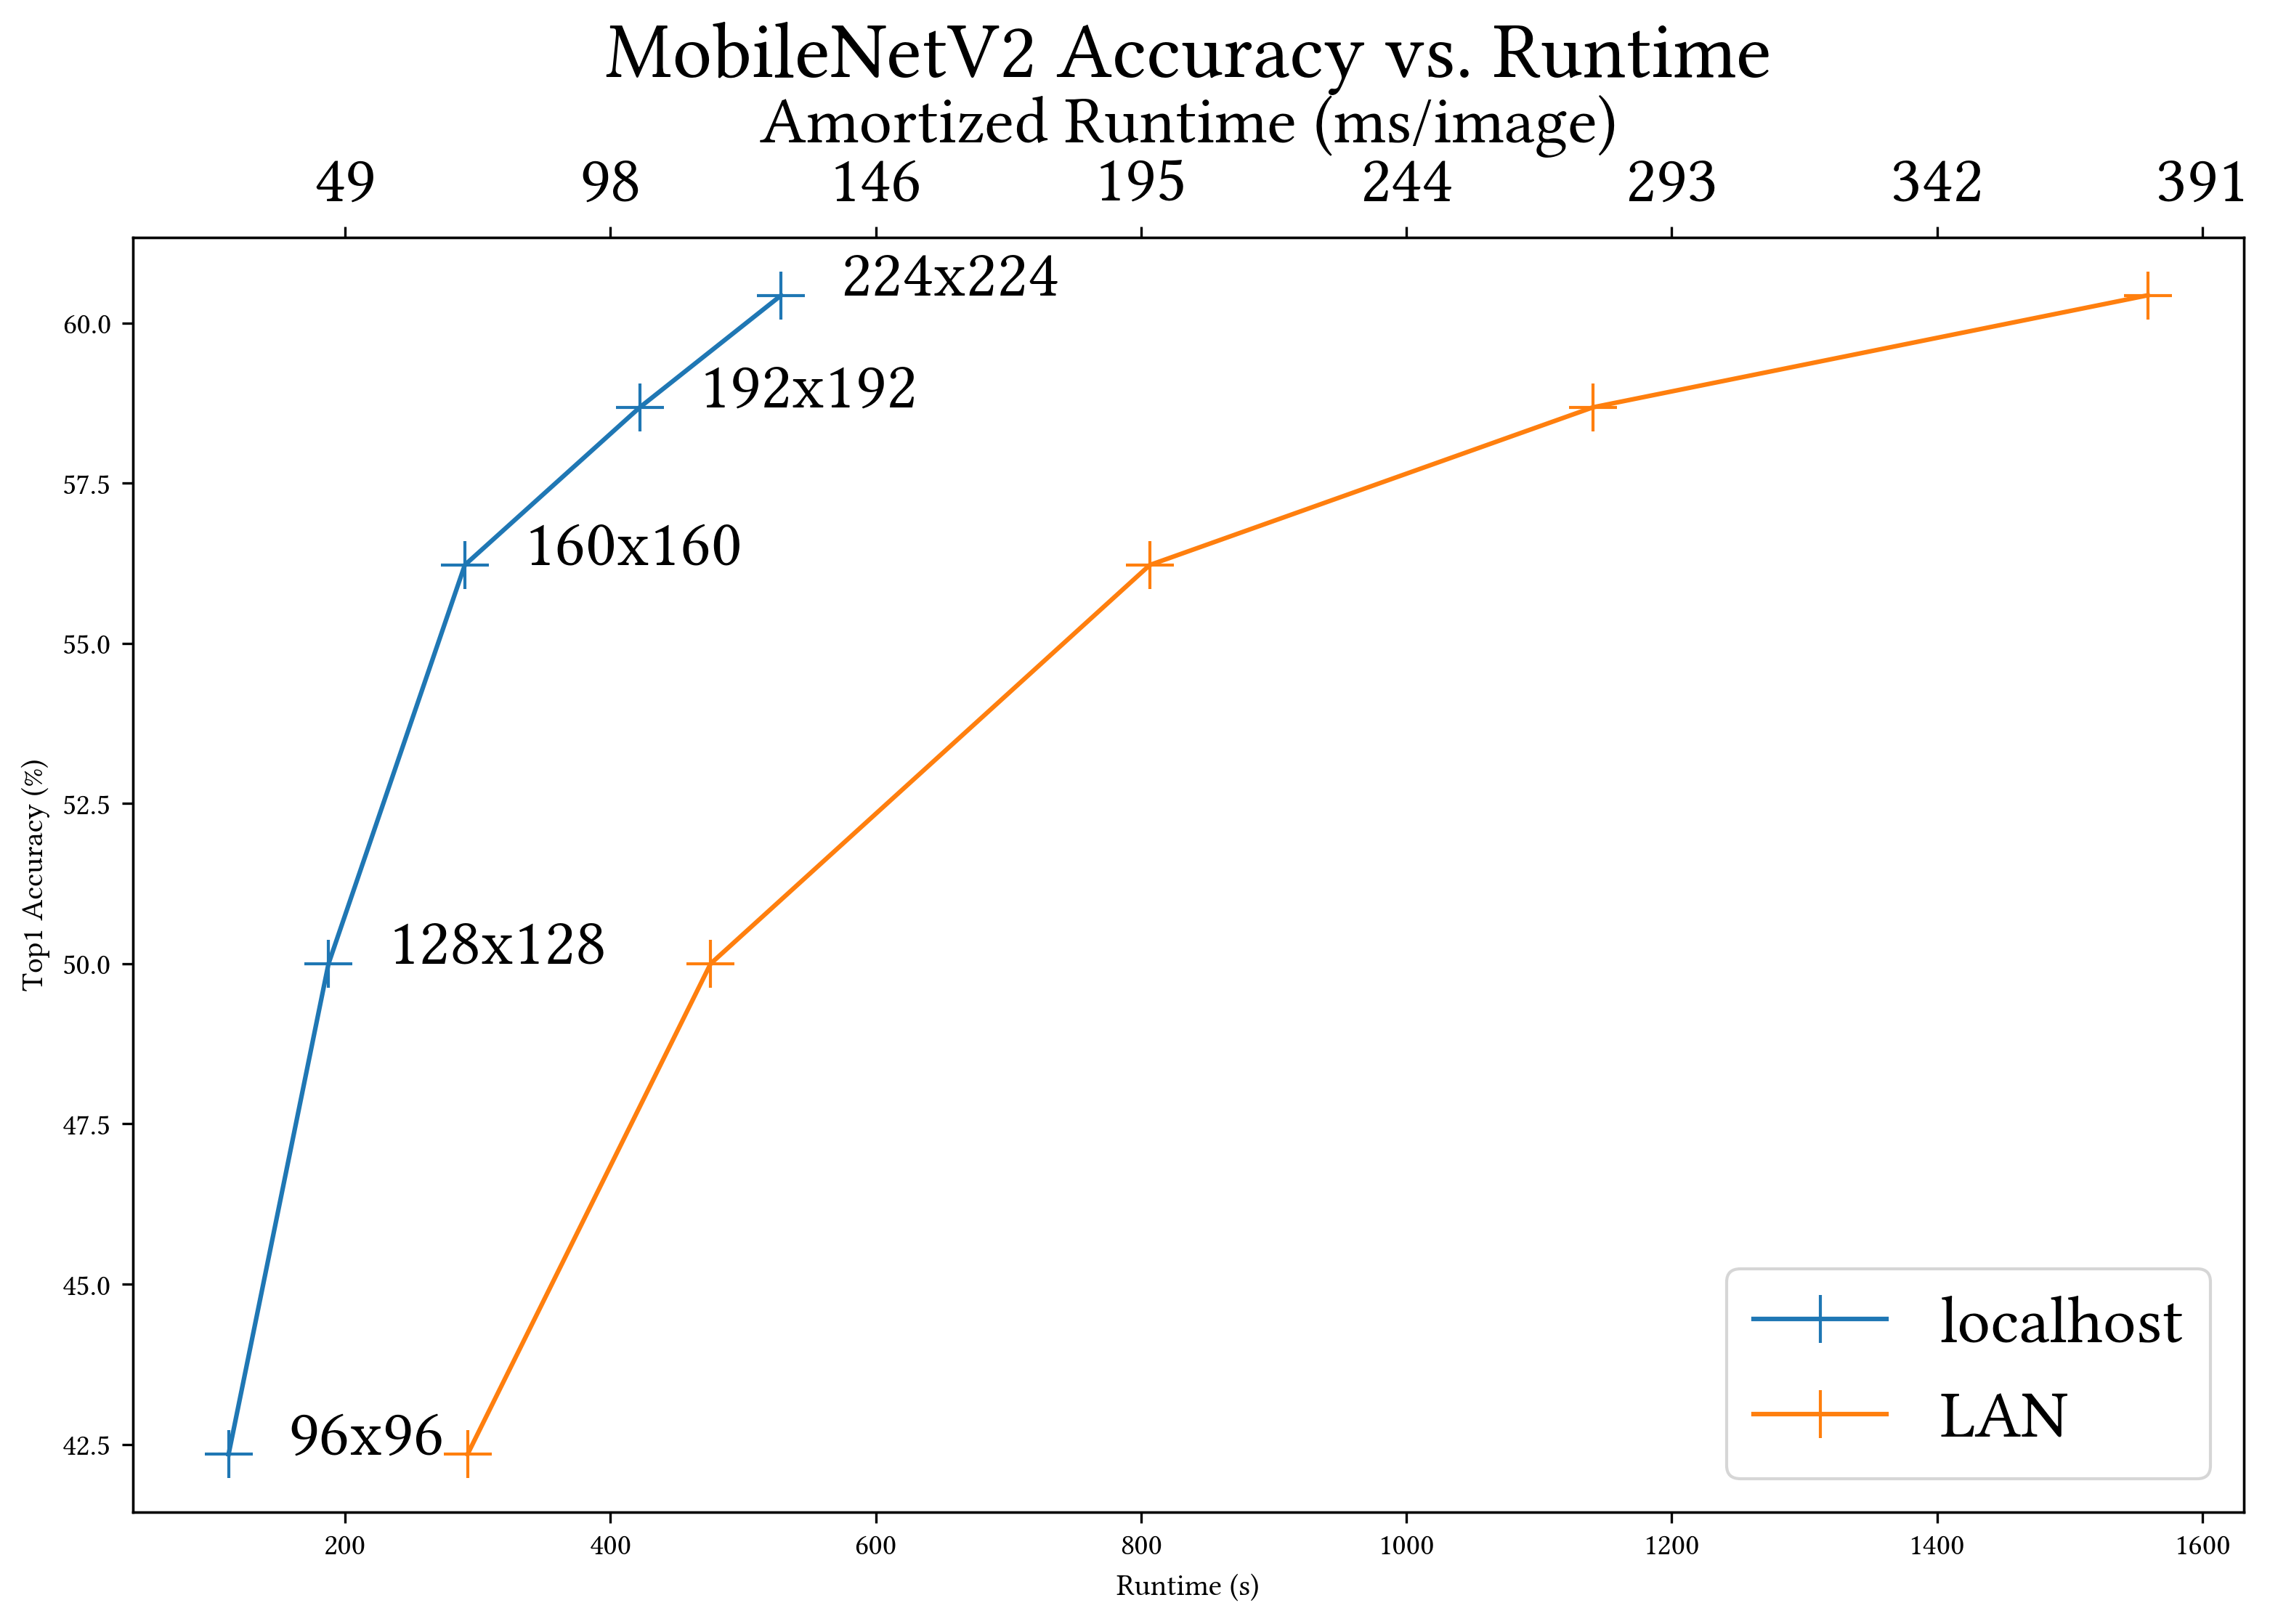 MobileNetV2 Accuracy vs. Runtime
Amortized Runtime (ms/image)
49 98 146 195 244 293 342 391
224x224
60.0
192x192
57.5
160x160
55.0
52.5
Top1 Accuracy (%)
128x128
50.0
47.5
45.0
localhost
LAN
96x96
42.5
200 400 600 800 1000 1200 1400 1600
Runtime (s)